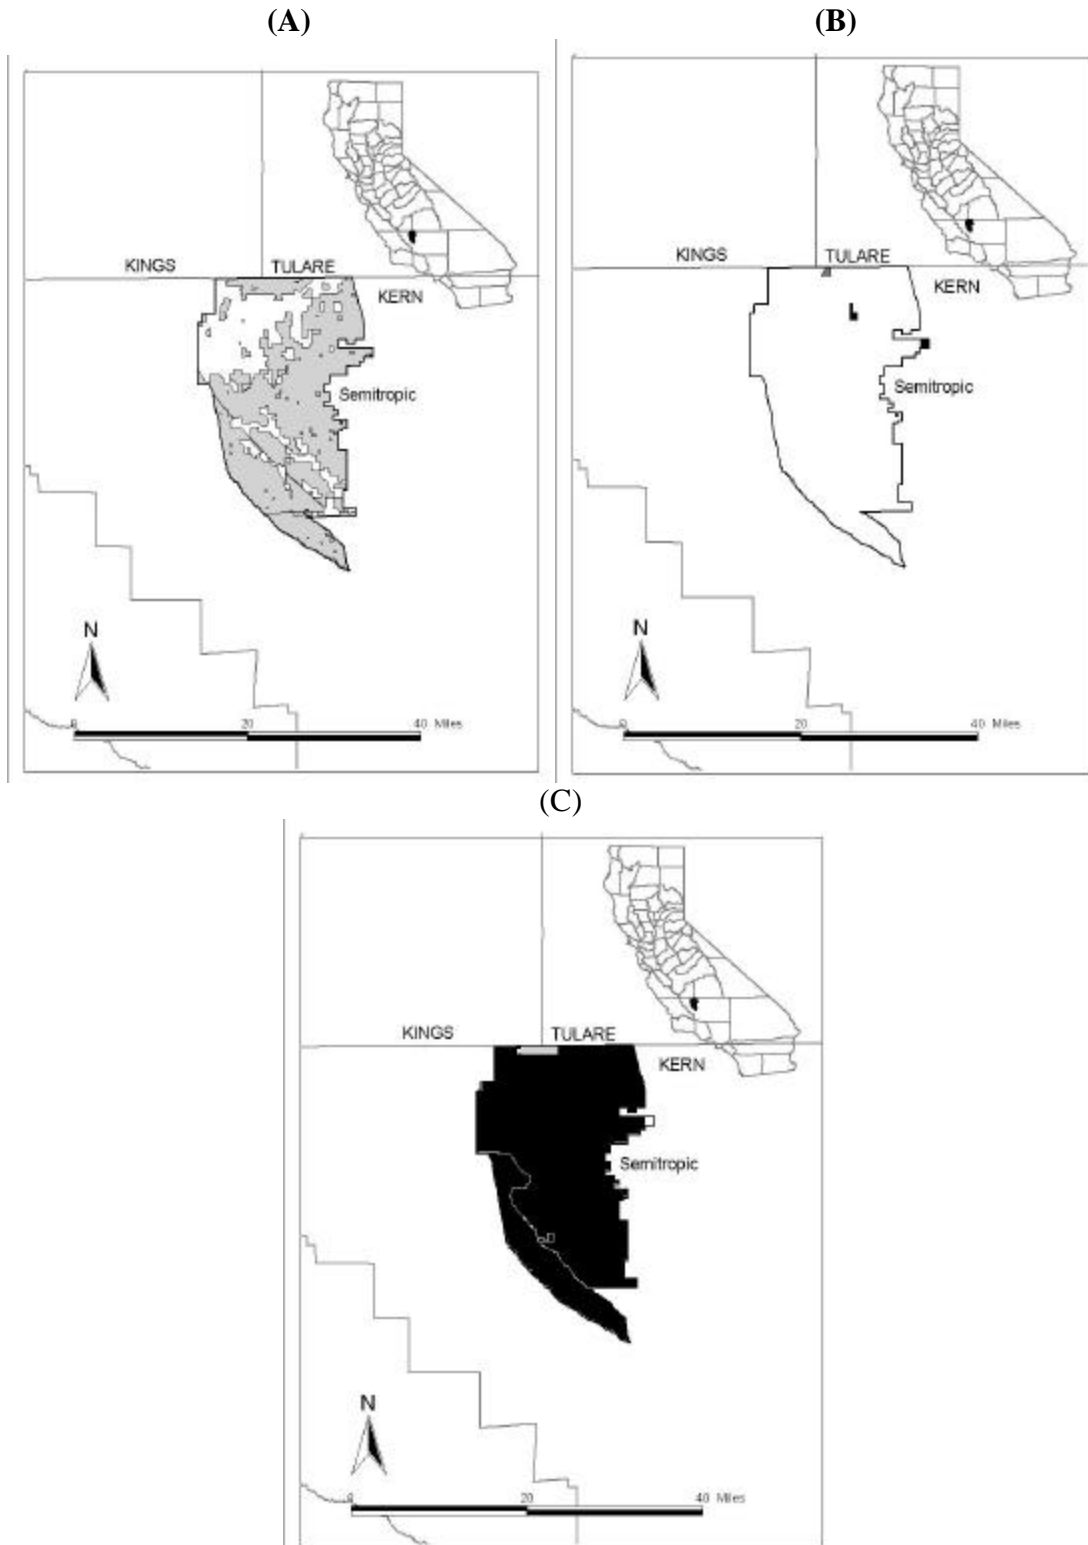 (A)
(B)
KINGS TULARE
KERN
Semitropic
N
0 20 40 Miles
KINGS TULARE
KERN
Semitropic
N
0 20 40 Miles
(C)
KINGS TULARE
KERN
Semitropic
N
0 20 40 Miles